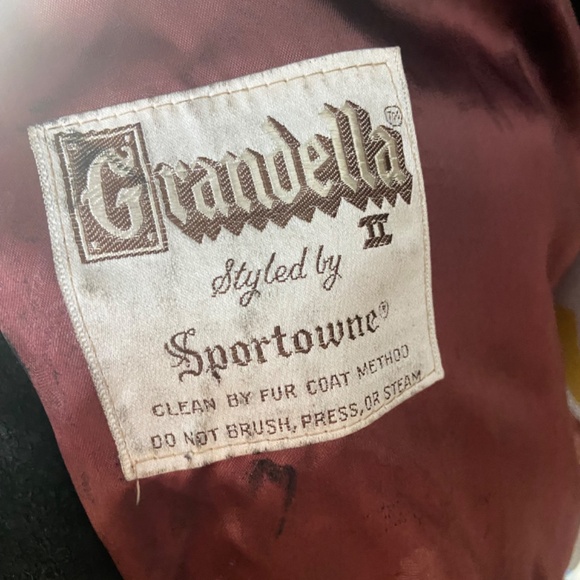 Grandella®
II
Styled by
Sportowne®
CLEAN BY FUR COAT METHOD
DO NOT BRUSH, PRESS, OR STEAM